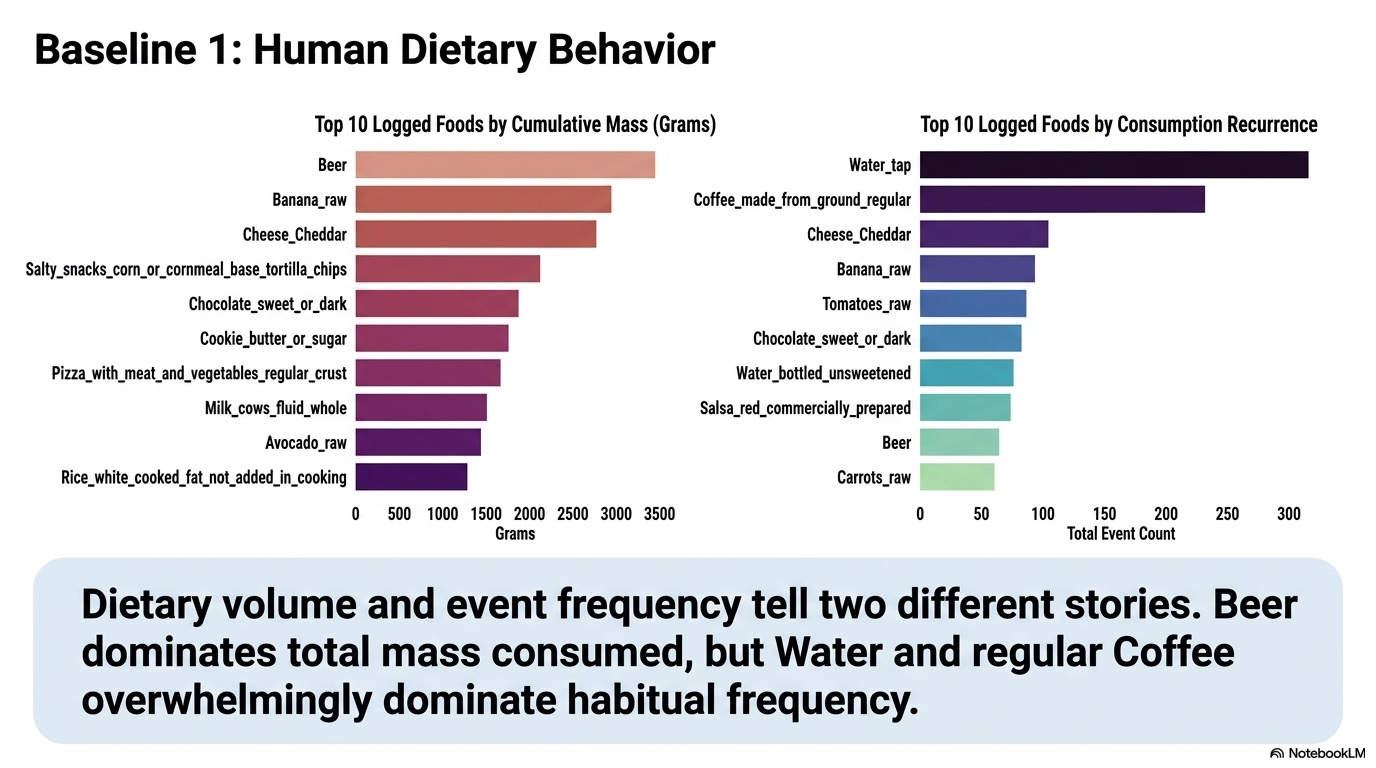 Baseline 1: Human Dietary Behavior
Top 10 Logged Foods by Cumulative Mass (Grams)
Beer
Banana_raw
Cheese_Cheddar
Salty_snacks_corn_or_cornmeal_base_tortilla_chips
Chocolate_sweet_or_dark
Cookie_butter_or_sugar
Pizza_with_meat_and_vegetables_regular_crust
Milk_cows_fluid_whole
Avocado_raw
Rice_white_cooked_fat_not_added_in_cooking
0 500 1000 1500 2000 2500 3000 3500
Grams
Top 10 Logged Foods by Consumption Recurrence
Water_tap
Coffee_made_from_ground_regular
Cheese_Cheddar
Banana_raw
Tomatoes_raw
Chocolate_sweet_or_dark
Water_bottled_unsweetened
Salsa_red_commercially_prepared
Beer
Carrots_raw
0 50 100 150 200 250 300
Total Event Count
Dietary volume and event frequency tell two different stories. Beer
dominates total mass consumed, but Water and regular Coffee
overwhelmingly dominate habitual frequency.
NotebookLM